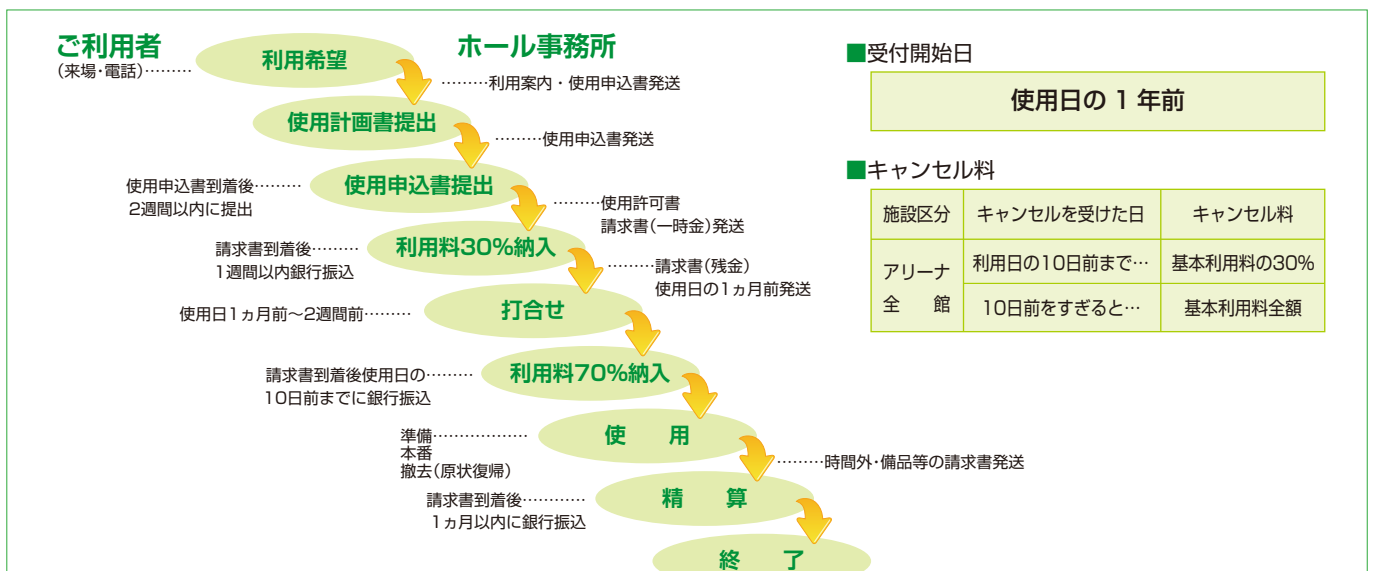 ご利用者
(来場・電話)………
利用希望
ホール事務所
………利用案内・使用申込書発送
使用計画書提出
………使用申込書発送
使用申込書到着後………
2週間以内に提出
使用申込書提出
………使用許可書
請求書(一時金)発送
請求書到着後………
1週間以内銀行振込
利用料30%納入
………請求書(残金)
使用日の1ヵ月前発送
使用日1ヵ月前～2週間前………
打合せ
請求書到着後使用日の………
10日前までに銀行振込
利用料70%納入
準備………………
本番
撤去(原状復帰)
使　用
………時間外・備品等の請求書発送
請求書到着後…………
1ヵ月以内に銀行振込
精　算
終　了
■受付開始日
使用日の 1 年前
■キャンセル料
施設区分 キャンセルを受けた日 キャンセル料
アリーナ
全　館
利用日の10日前まで… 基本利用料の30%
10日前をすぎると… 基本利用料全額